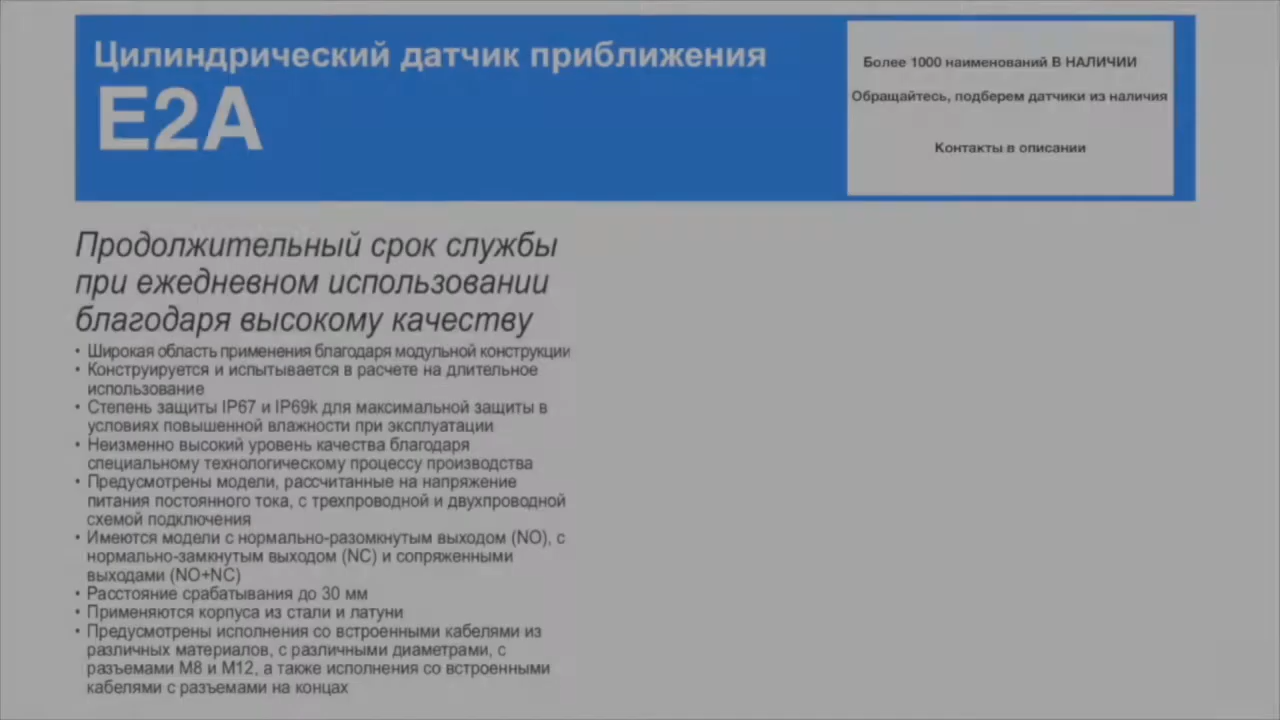 Цилиндрический датчик приближения
E2A
Более 1000 наименований В НАЛИЧИИ
Обращайтесь, подберем датчики из наличия
Контакты в описании
Продолжительный срок службы
при ежедневном использовании
благодаря высокому качеству
• Широкая область применения благодаря модульной конструкции
• Конструируется и испытывается в расчете на длительное
использование
• Степень защиты IP67 и IP69k для максимальной защиты в
условиях повышенной влажности при эксплуатации
• Неизменно высокий уровень качества благодаря
специальному технологическому процессу производства
• Предусмотрены модели, рассчитанные на напряжение
питания постоянного тока, с трехпроводной и двухпроводной
схемой подключения
• Имеются модели с нормально-разомкнутым выходом (NO), с
нормально-замкнутым выходом (NC) и сопряженными
выходами (NO+NC)
• Расстояние срабатывания до 30 мм
• Применяются корпуса из стали и латуни
• Предусмотрены исполнения со встроенными кабелями из
различных материалов, с различными диаметрами, с
разъемами M8 и M12, а также исполнения со встроенными
кабелями с разъемами на концах